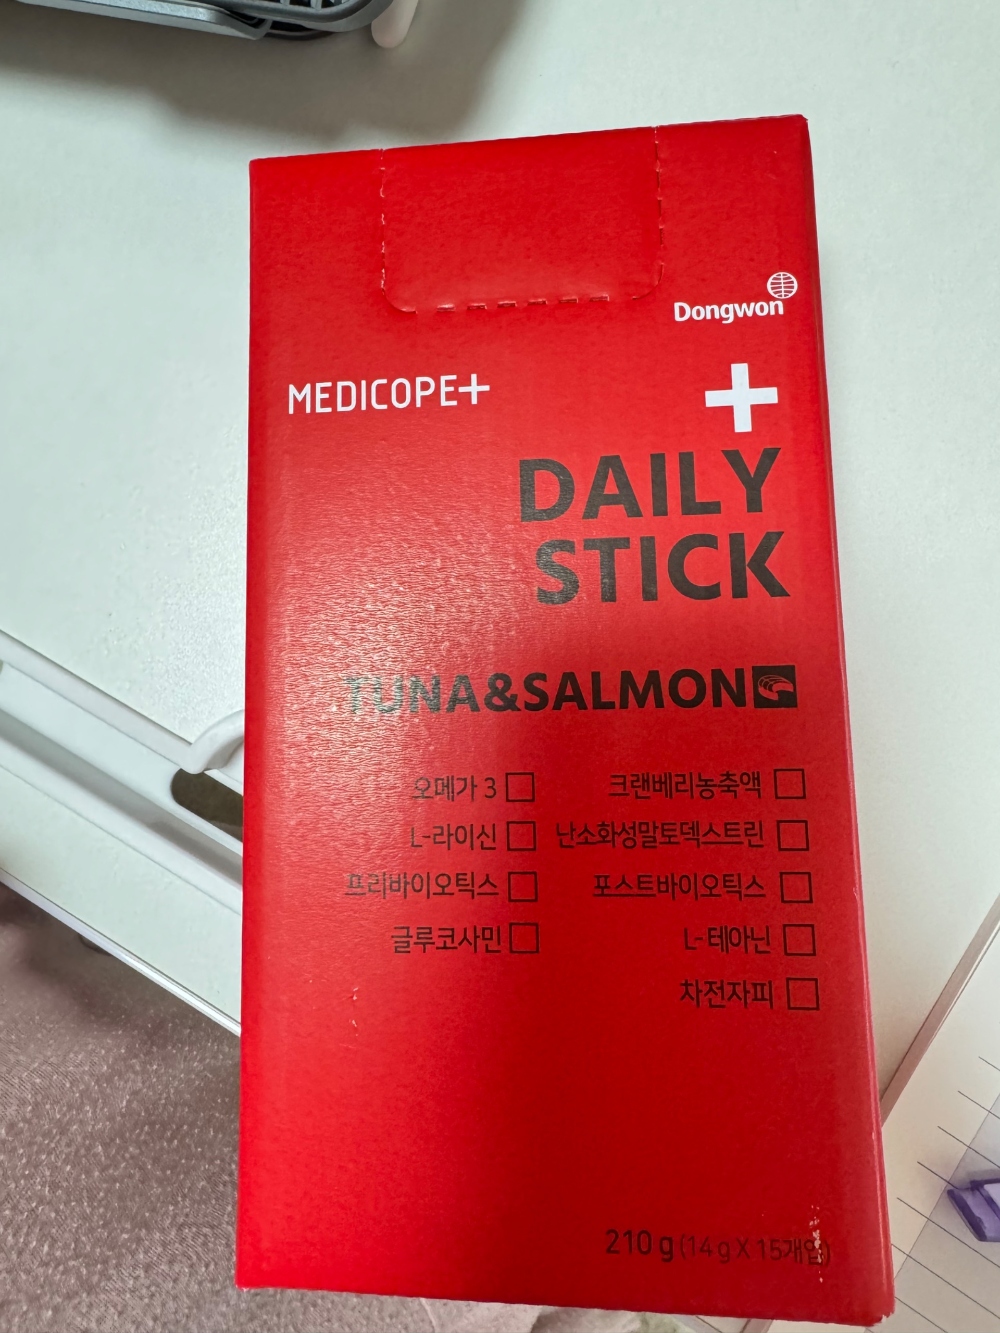 Dongwon
MEDICOPE+
DAILY
STICK
TUNA&SALMON
오메가 3 크랜베리농축액
L-라이신 난소화성말토덱스트린
프리바이오틱스 포스트바이오틱스
글루코사민 L-테아닌
차전자피
210 g (14 g X 15개입)